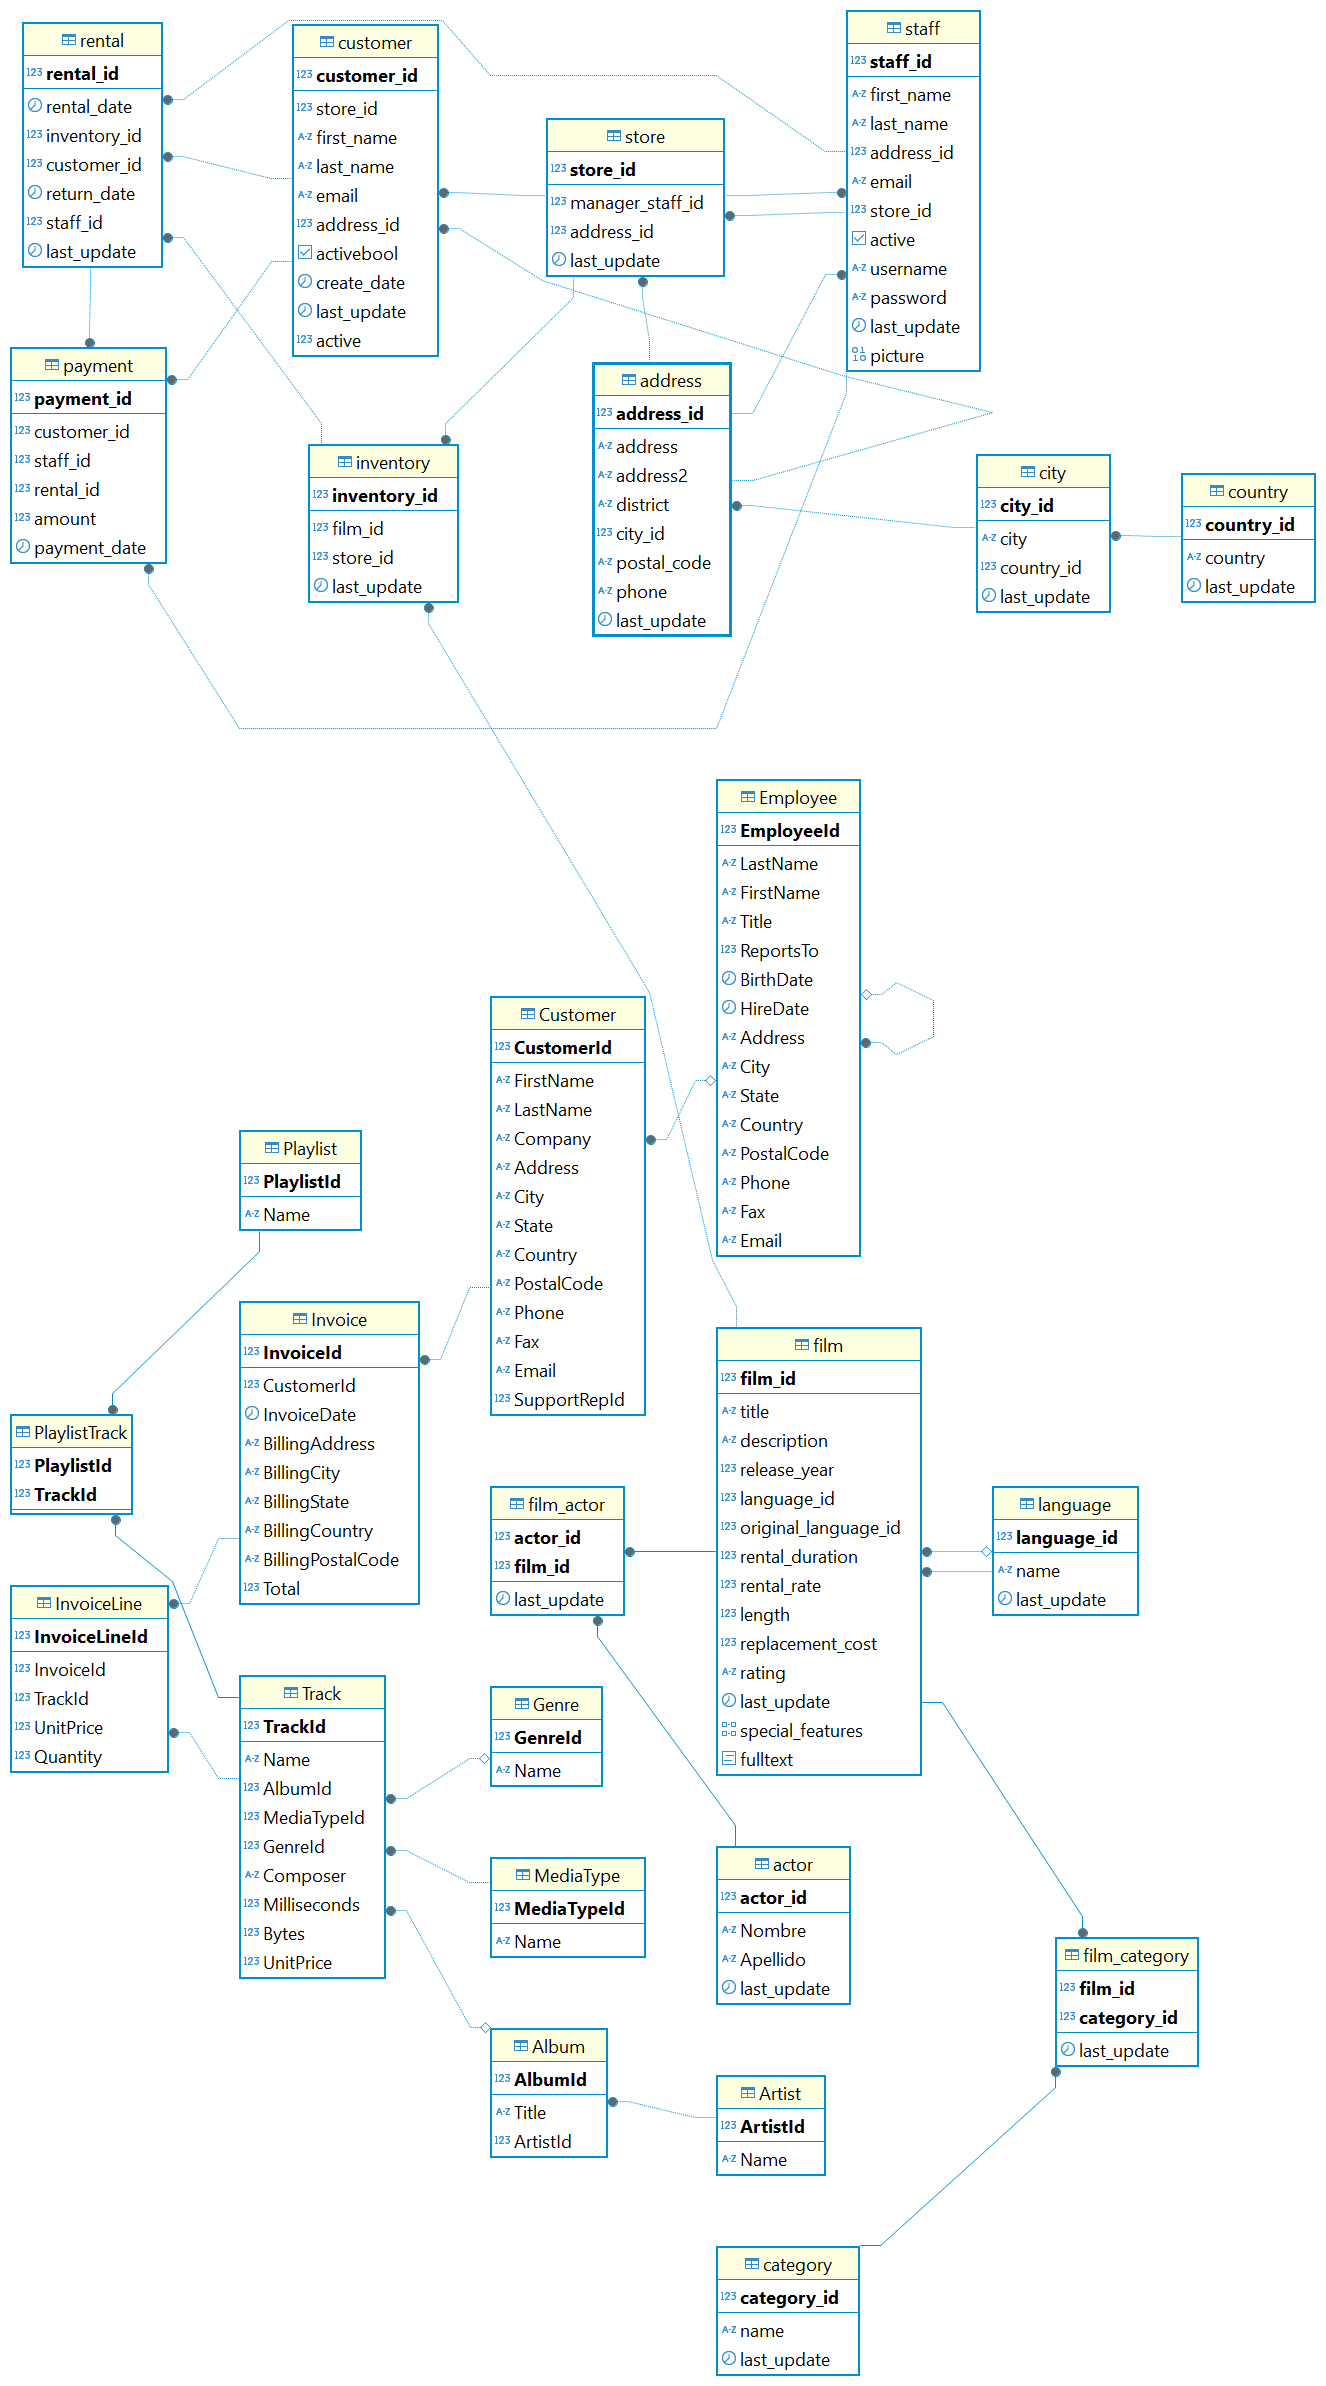 rental
rental_id
rental_date
inventory_id
customer_id
return_date
staff_id
last_update
customer
customer_id
store_id
first_name
last_name
email
address_id
activebool
create_date
last_update
active
store
store_id
manager_staff_id
address_id
last_update
staff
staff_id
first_name
last_name
address_id
email
store_id
active
username
password
last_update
picture
payment
payment_id
customer_id
staff_id
rental_id
amount
payment_date
inventory
inventory_id
film_id
store_id
last_update
address
address_id
address
address2
district
city_id
postal_code
phone
last_update
city
city_id
city
country_id
last_update
country
country_id
country
last_update
Employee
EmployeeId
LastName
FirstName
Title
ReportsTo
BirthDate
HireDate
Address
City
State
Country
PostalCode
Phone
Fax
Email
Customer
CustomerId
FirstName
LastName
Company
Address
City
State
Country
PostalCode
Phone
Fax
Email
SupportRepId
Playlist
PlaylistId
Name
Invoice
InvoiceId
CustomerId
InvoiceDate
BillingAddress
BillingCity
BillingState
BillingCountry
BillingPostalCode
Total
PlaylistTrack
PlaylistId
TrackId
film
film_id
title
description
release_year
language_id
original_language_id
rental_duration
rental_rate
length
replacement_cost
rating
last_update
special_features
fulltext
film_actor
actor_id
film_id
last_update
language
language_id
name
last_update
InvoiceLine
InvoiceLineId
InvoiceId
TrackId
UnitPrice
Quantity
Track
TrackId
Name
AlbumId
MediaTypeId
GenreId
Composer
Milliseconds
Bytes
UnitPrice
Genre
GenreId
Name
MediaType
MediaTypeId
Name
actor
actor_id
Nombre
Apellido
last_update
film_category
film_id
category_id
last_update
Album
AlbumId
Title
ArtistId
Artist
ArtistId
Name
category
category_id
name
last_update